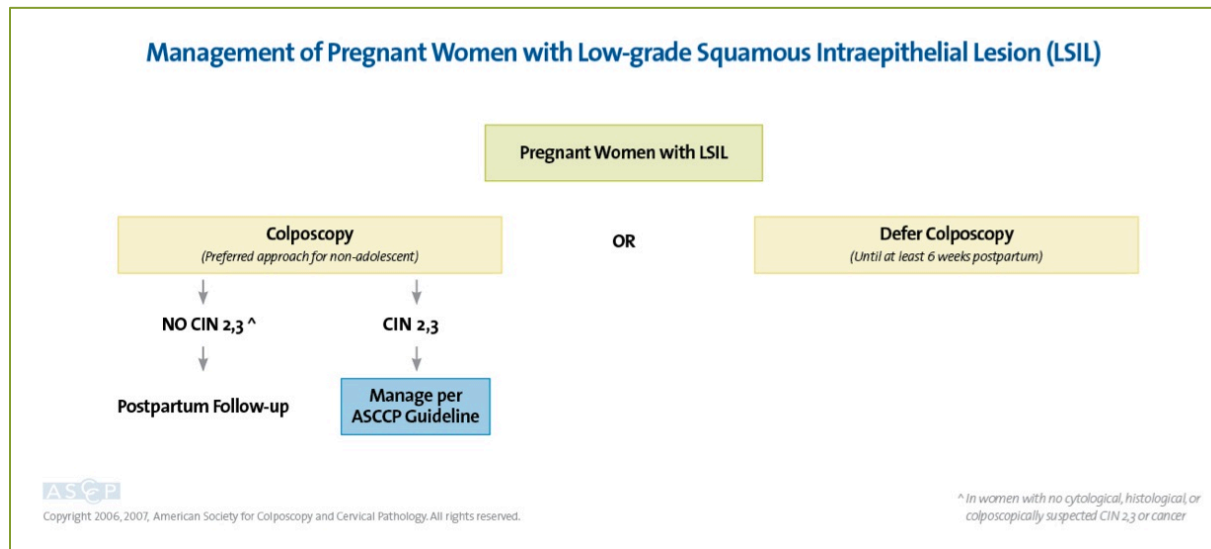 Management of Pregnant Women with Low-grade Squamous Intraepithelial Lesion (LSIL)
Pregnant Women with LSIL
Colposcopy
(Preferred approach for non-adolescent)
OR
Defer Colposcopy
(Until at least 6 weeks postpartum)
NO CIN 2,3 ^
CIN 2,3
Postpartum Follow-up
Manage per
ASCCP Guideline
ASCCP
Copyright 2006, 2007, American Society for Colposcopy and Cervical Pathology. All rights reserved.
^ In women with no cytological, histological, or
colposcopically suspected CIN 2,3 or cancer